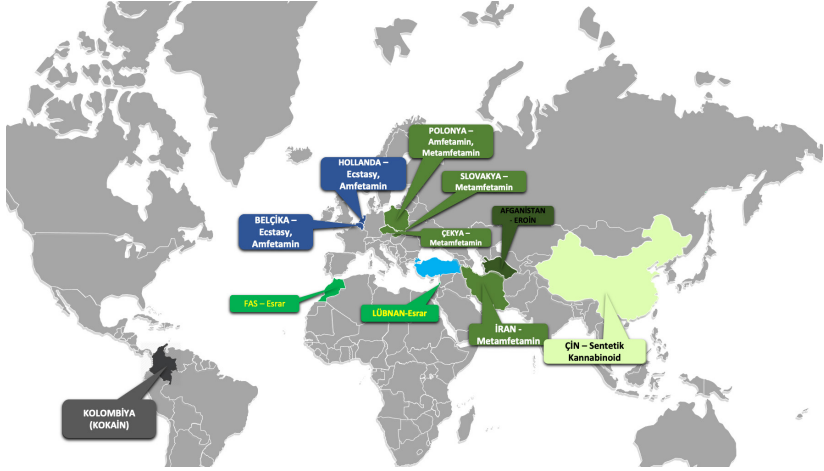 POLONYA –
Amfetamin,
Metamfetamin
HOLLANDA –
Ecstasy,
Amfetamin
SLOVAKYA –
Metamfetamin
AFGANİSTAN
- EROİN
BELÇİKA –
Ecstasy,
Amfetamin
ÇEKYA –
Metamfetamin
FAS – Esrar
LÜBNAN-Esrar
İRAN -
Metamfetamin
ÇİN – Sentetik
Kannabinoid
KOLOMBİYA
(KOKAİN)